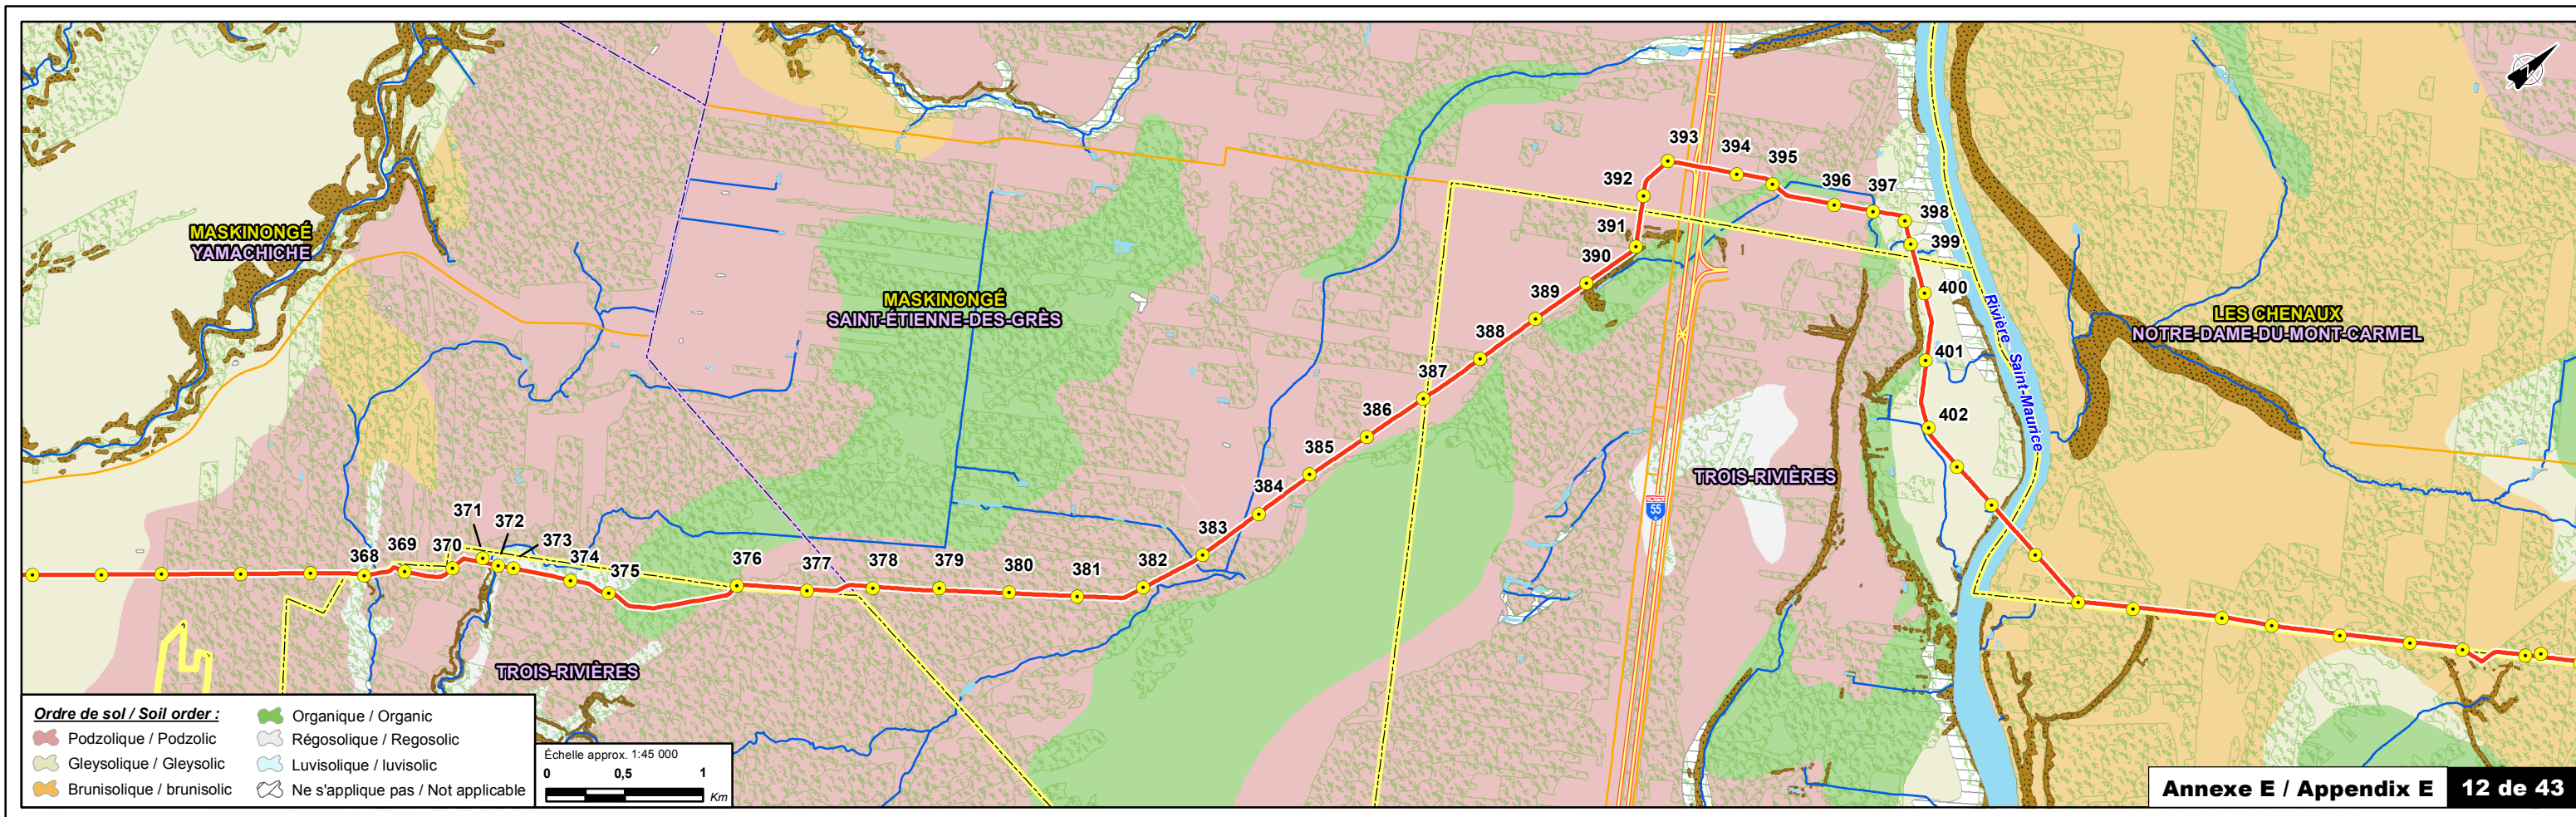 MASKINONGÉ
YAMACHICHE
MASKINONGÉ
SAINT-ÉTIENNE-DES-GRÈS
LES CHENAUX
NOTRE-DAME-DU-MONT-CARMEL
TROIS-RIVIÈRES
TROIS-RIVIÈRES
Rivière Saint-Maurice
55
368
369
370
371
372
373
374
375
376
377
378
379
380
381
382
383
384
385
386
387
388
389
390
391
392
393
394
395
396
397
398
399
400
401
402
Ordre de sol / Soil order :
Podzolique / Podzolic
Gleysolique / Gleysolic
Brunisolique / brunisolic
Organique / Organic
Régosolique / Regosolic
Luvisolique / luvisolic
Ne s'applique pas / Not applicable
Échelle approx. 1:45 000
0 0,5 1
Km
Annexe E / Appendix E
12 de 43